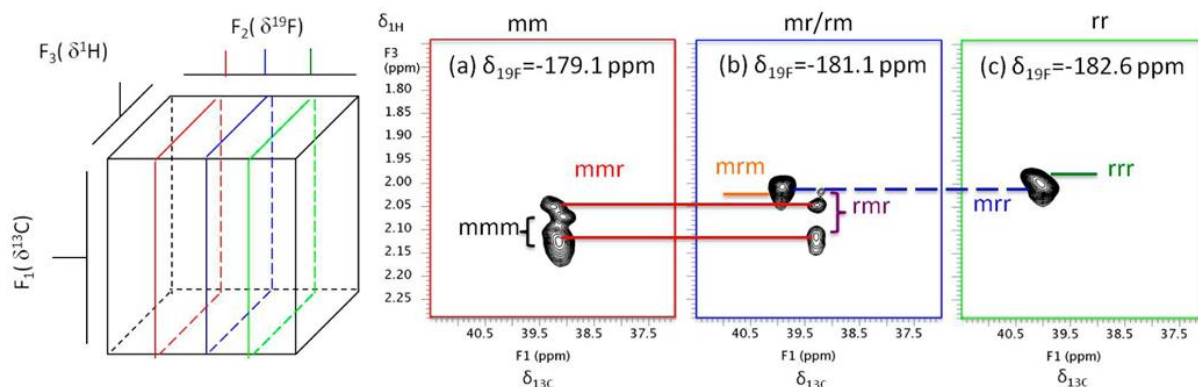 F2( δ19F)
F3( δ1H)
F1( δ13C)
δ1H
F3
(ppm)
1.75
1.80
1.85
1.90
1.95
2.00
2.05
2.10
2.15
2.20
2.25
mm
(a) δ19F=-179.1 ppm
mmr
mmm
40.5 39.5 38.5 37.5
F1 (ppm)
δ13C
mr/rm
(b) δ19F=-181.1 ppm
mrm
rmr
40.5 39.5 38.5 37.5
F1 (ppm)
δ13C
rr
(c) δ19F=-182.6 ppm
rrr
mrr
40.5 39.5 38.5 37.5
F1 (ppm)
δ13C